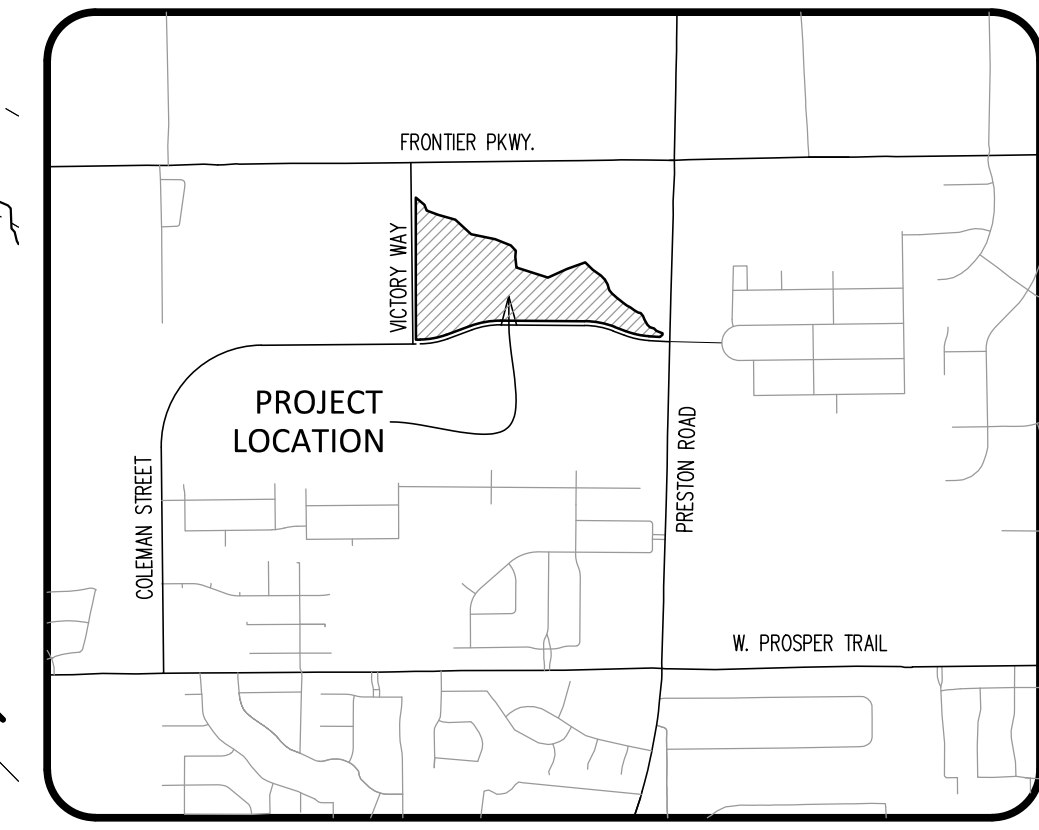 FRONTIER PKWY.
VICTORY WAY
PROJECT
LOCATION
COLEMAN STREET
PRESTON ROAD
W. PROSPER TRAIL